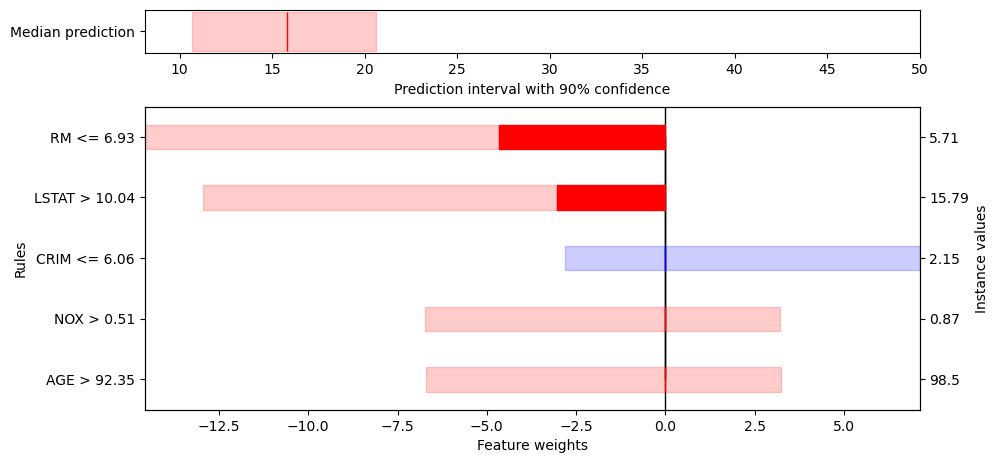 Median prediction
10 15 20 25 30 35 40 45 50
Prediction interval with 90% confidence
RM <= 6.93 5.71
LSTAT > 10.04 15.79
CRIM <= 6.06 2.15
NOX > 0.51 0.87
AGE > 92.35 98.5
Rules
Instance values
−12.5 −10.0 −7.5 −5.0 −2.5 0.0 2.5 5.0
Feature weights